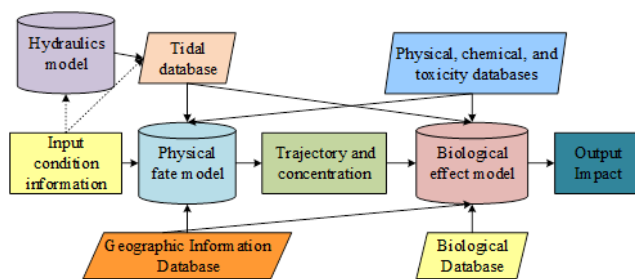 Hydraulics
model
Tidal
database
Physical, chemical, and
toxicity databases
Input
condition
information
Physical
fate model
Trajectory and
concentration
Biological
effect model
Output
Impact
Geographic Information
Database
Biological
Database